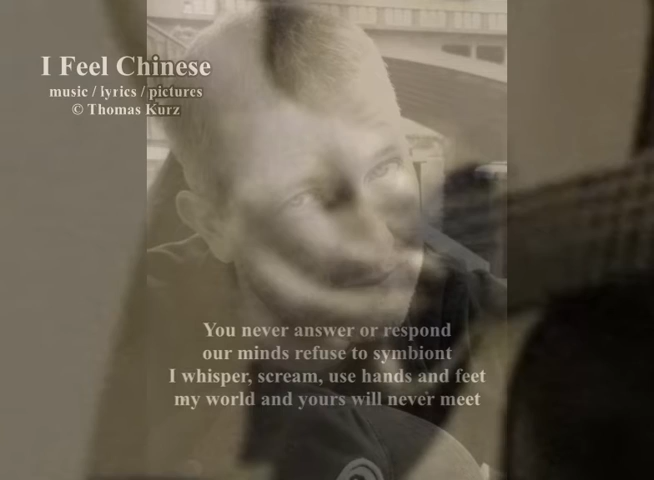 I Feel Chinese
music / lyrics / pictures
© Thomas Kurz
You never answer or respond
our minds refuse to symbiont
I whisper, scream, use hands and feet
my world and yours will never meet